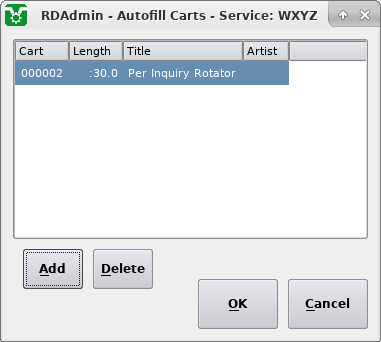 RDAdmin - Autofill Carts - Service: WXYZ
Cart Length Title Artist
000002 :30.0 Per Inquiry Rotator
Add Delete
OK Cancel